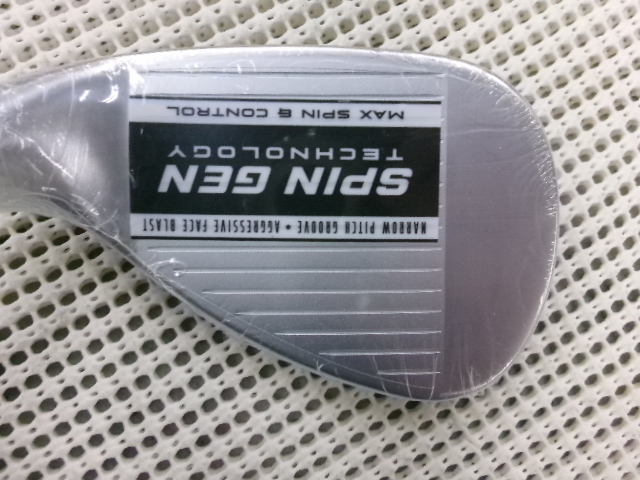 NARROW PITCH GROOVE • AGGRESSIVE FACE BLAST
SPIN GEN
TECHNOLOGY
MAX SPIN & CONTROL